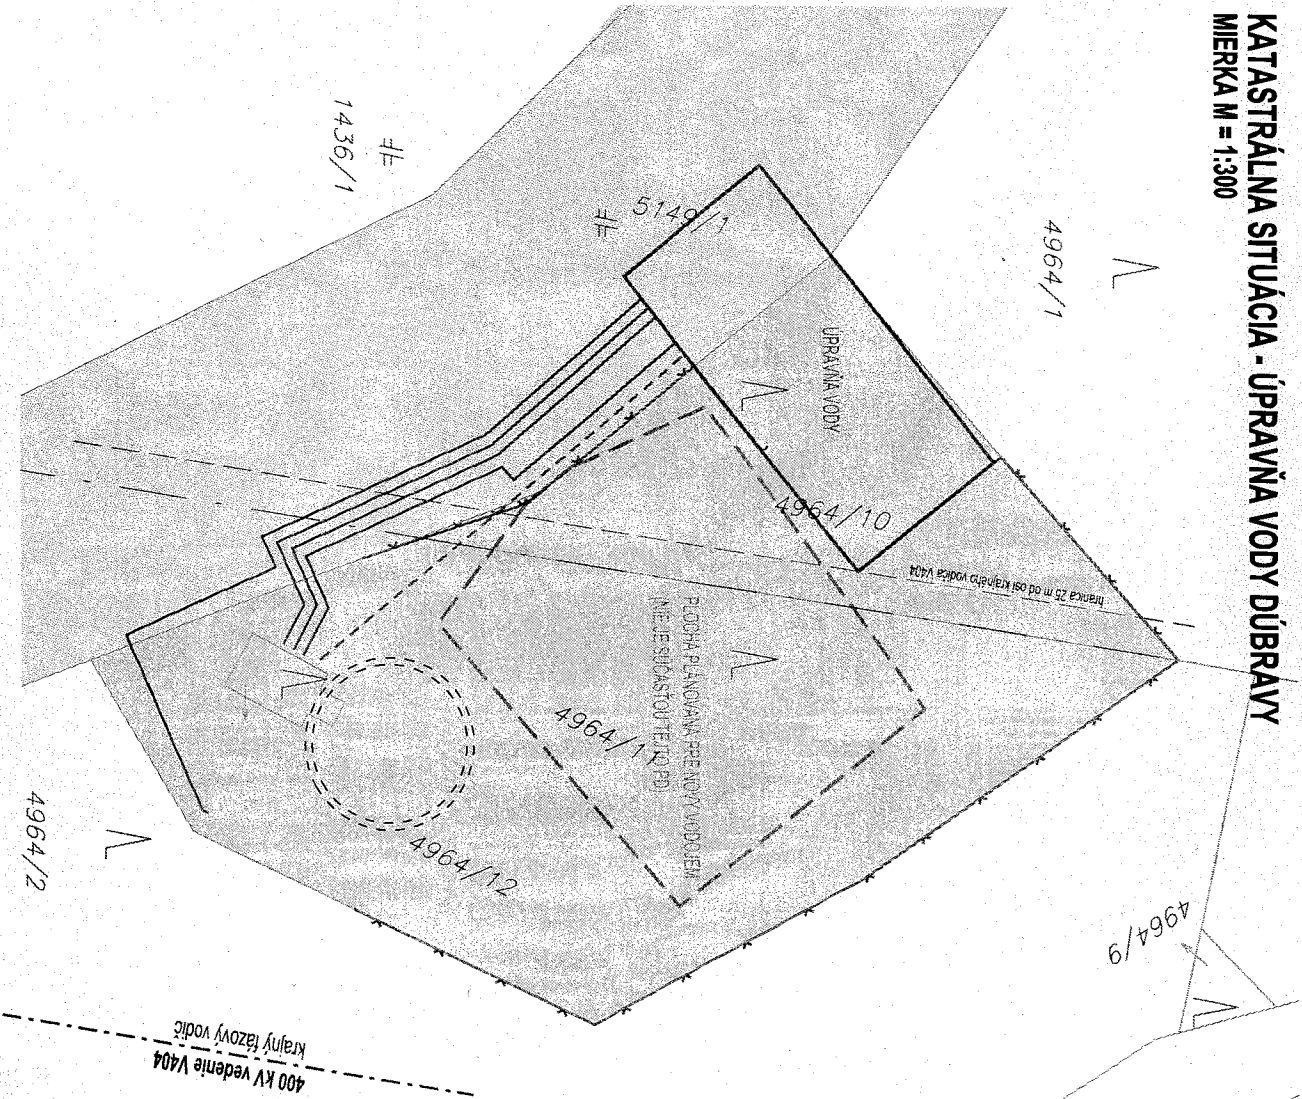 KATASTRÁLNA SITUÁCIA - ÚPRAVŇA VODY DÚBRAVY
MIERKA M = 1:300
4964/1
1436/1
5149/1
ÚPRAVŇA VODY
4964/10
hranica 25 m od osi krajného vodiča V404
PLOCHA PLÁNOVANÁ PRE NOVÝ VODOJEM
(NIE JE SÚČASŤOU TEJTO PD)
4964/11
4964/12
4964/2
4964/9
krajný fázový vodič
400 kV vedenie V404